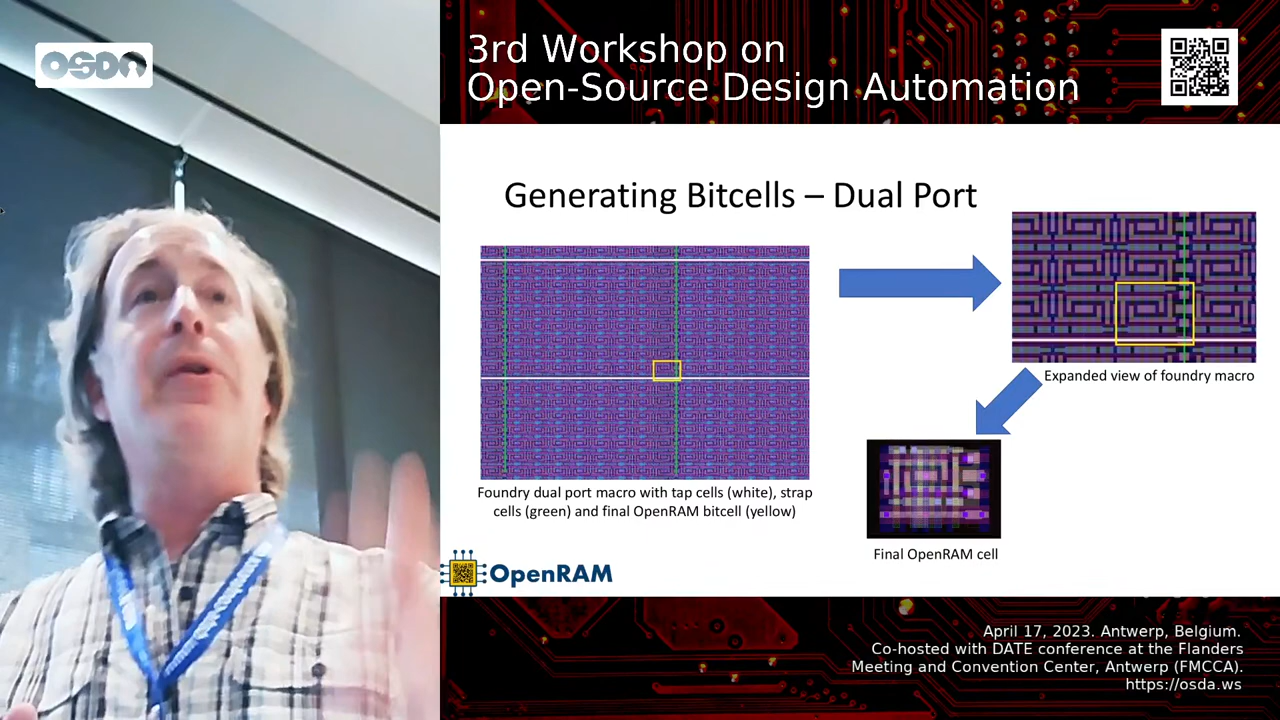 OSDA
3rd Workshop on
Open-Source Design Automation
Generating Bitcells – Dual Port
Expanded view of foundry macro
Foundry dual port macro with tap cells (white), strap
cells (green) and final OpenRAM bitcell (yellow)
Final OpenRAM cell
OpenRAM
April 17, 2023. Antwerp, Belgium.
Co-hosted with DATE conference at the Flanders
Meeting and Convention Center, Antwerp (FMCCA).
https://osda.ws